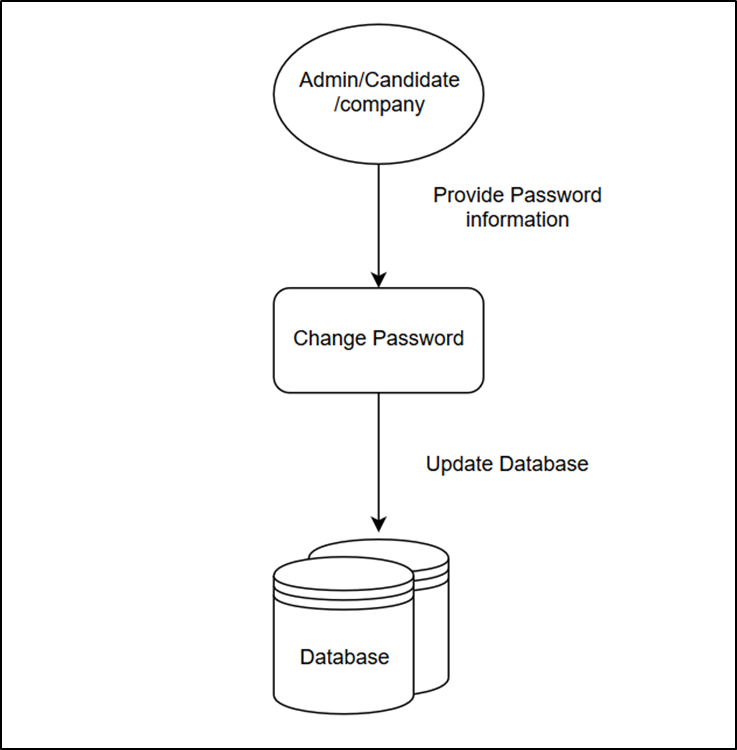 Admin/Candidate
/company
Provide Password
information
Change Password
Update Database
Database